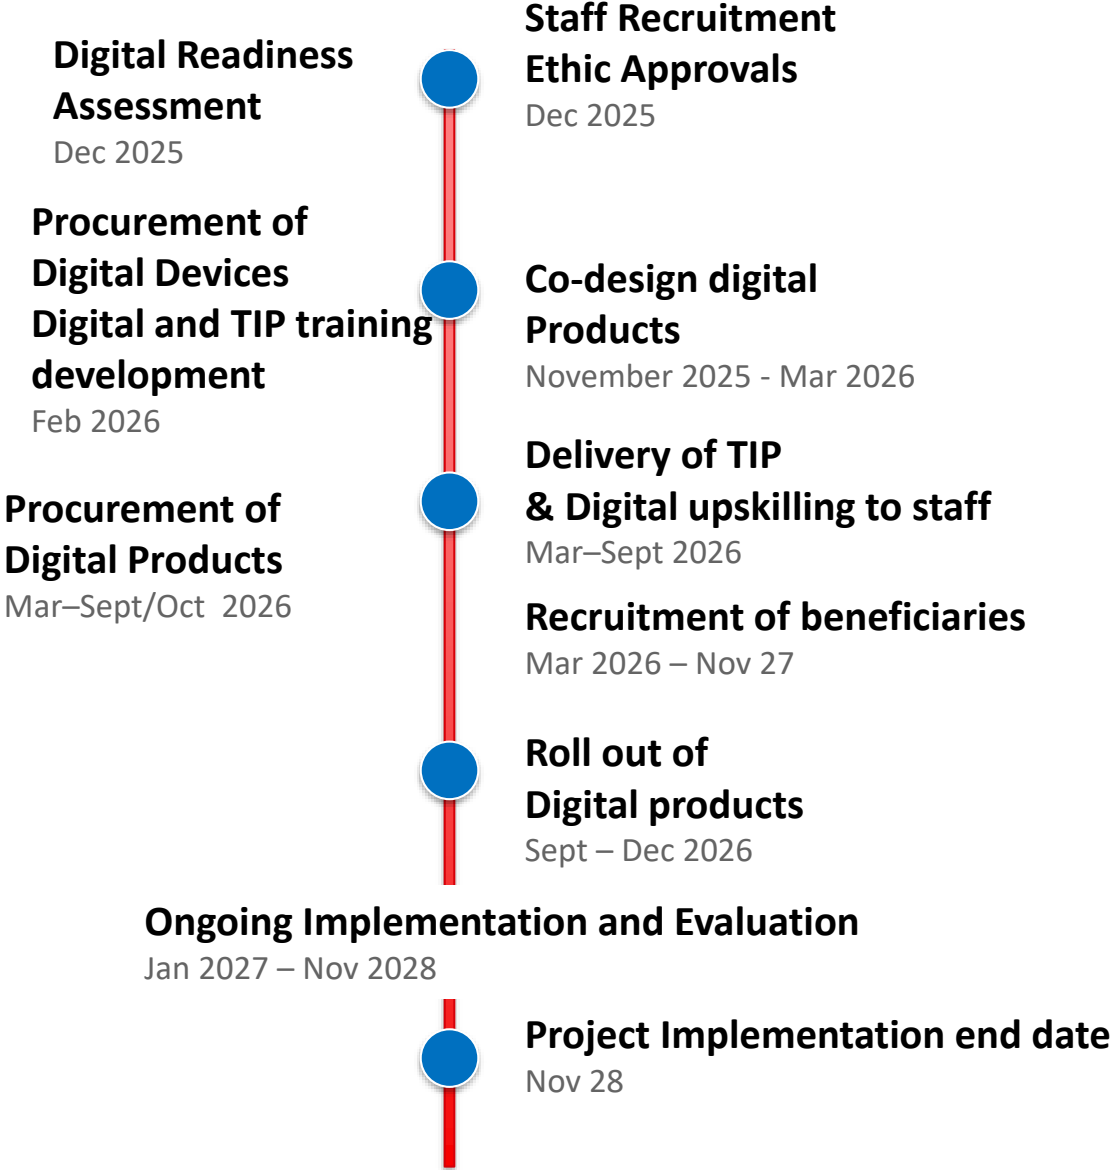 Digital Readiness
Assessment
Dec 2025
Staff Recruitment
Ethic Approvals
Dec 2025
Procurement of
Digital Devices
Digital and TIP training
development
Feb 2026
Co-design digital
Products
November 2025 - Mar 2026
Procurement of
Digital Products
Mar–Sept/Oct  2026
Delivery of TIP
& Digital upskilling to staff
Mar–Sept 2026
Recruitment of beneficiaries
Mar 2026 – Nov 27
Roll out of
Digital products
Sept – Dec 2026
Ongoing Implementation and Evaluation
Jan 2027 – Nov 2028
Project Implementation end date
Nov 28